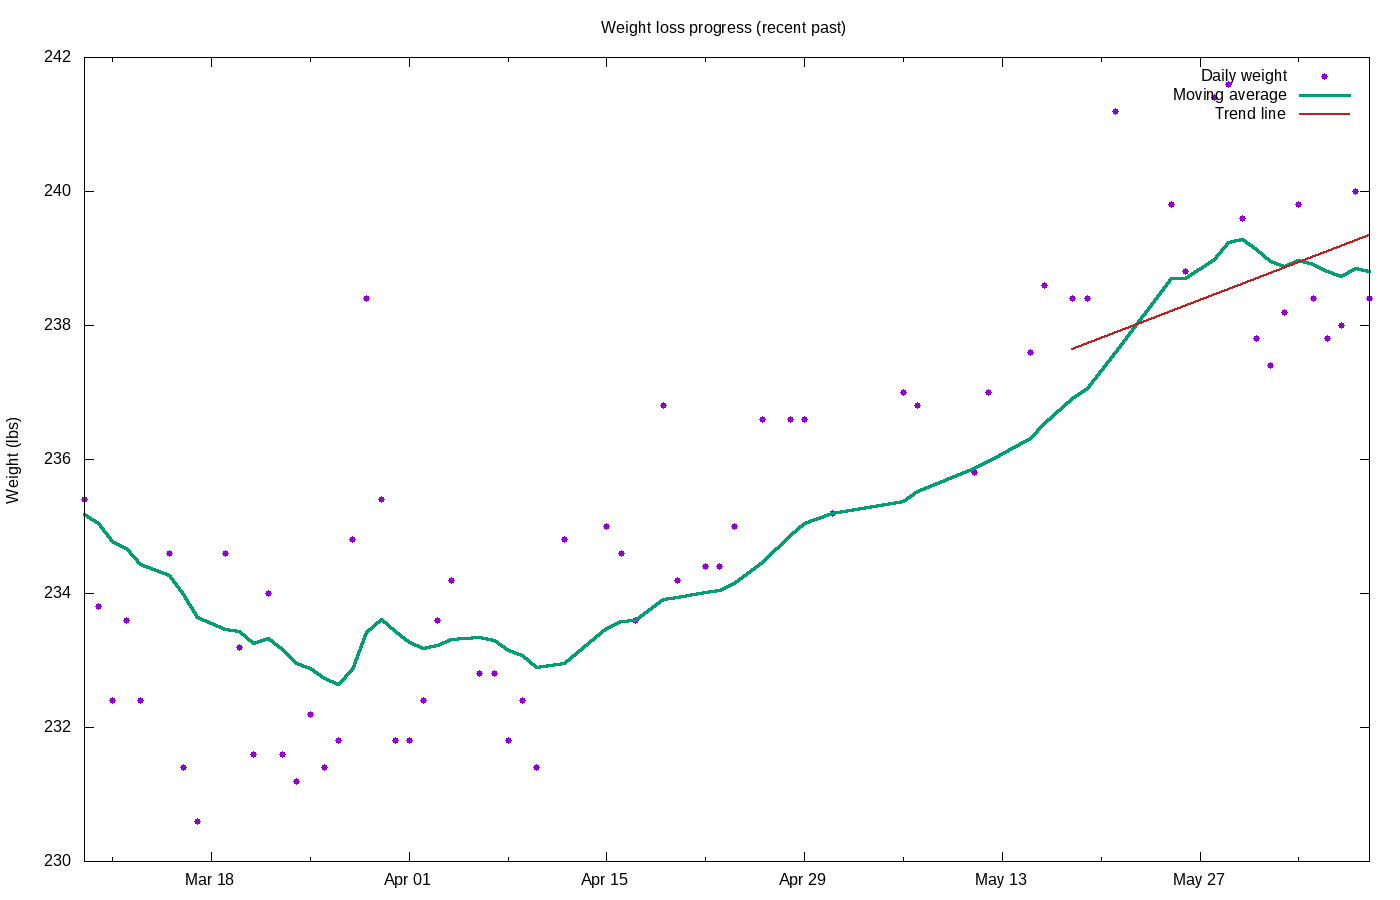 Weight loss progress (recent past)
242
240
238
236
234
232
230
Weight (lbs)
Daily weight
Moving average
Trend line
Mar 18
Apr 01
Apr 15
Apr 29
May 13
May 27